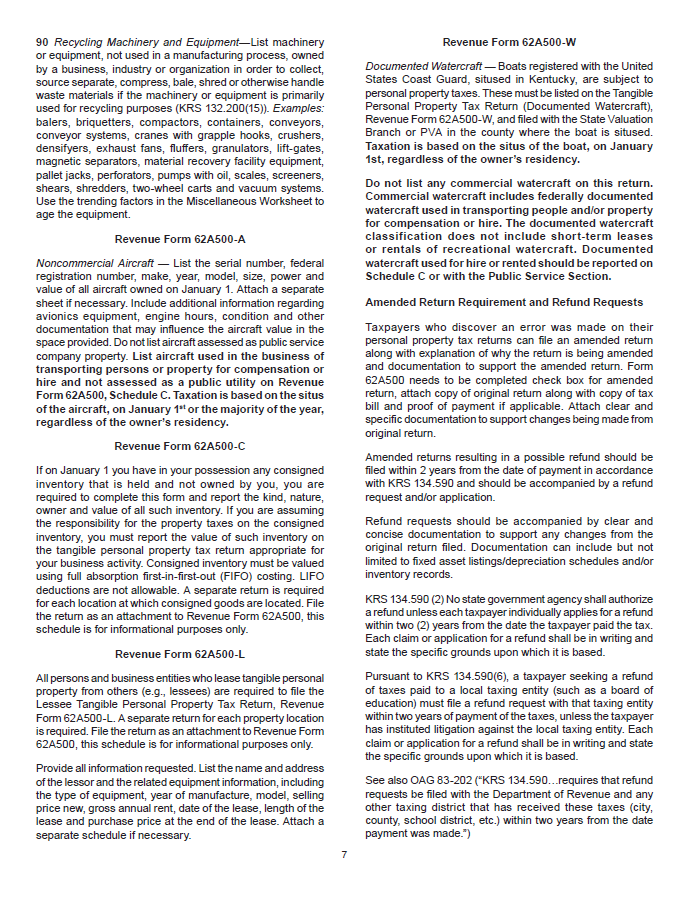 90 Recycling Machinery and Equipment—List machinery
or equipment, not used in a manufacturing process, owned
by a business, industry or organization in order to collect,
source separate, compress, bale, shred or otherwise handle
waste materials if the machinery or equipment is primarily
used for recycling purposes (KRS 132.200(15)). Examples:
balers, briquetters, compactors, containers, conveyors,
conveyor systems, cranes with grapple hooks, crushers,
densifyers, exhaust fans, fluffers, granulators, lift-gates,
magnetic separators, material recovery facility equipment,
pallet jacks, perforators, pumps with oil, scales, screeners,
shears, shredders, two-wheel carts and vacuum systems.
Use the trending factors in the Miscellaneous Worksheet to
age the equipment.
Revenue Form 62A500-A
Noncommercial Aircraft — List the serial number, federal
registration number, make, year, model, size, power and
value of all aircraft owned on January 1. Attach a separate
sheet if necessary. Include additional information regarding
avionics equipment, engine hours, condition and other
documentation that may influence the aircraft value in the
space provided. Do not list aircraft assessed as public service
company property. List aircraft used in the business of
transporting persons or property for compensation or
hire and not assessed as a public utility on Revenue
Form 62A500, Schedule C. Taxation is based on the situs
of the aircraft, on January 1st or the majority of the year,
regardless of the owner's residency.
Revenue Form 62A500-C
If on January 1 you have in your possession any consigned
inventory that is held and not owned by you, you are
required to complete this form and report the kind, nature,
owner and value of all such inventory. If you are assuming
the responsibility for the property taxes on the consigned
inventory, you must report the value of such inventory on
the tangible personal property tax return appropriate for
your business activity. Consigned inventory must be valued
using full absorption first-in-first-out (FIFO) costing. LIFO
deductions are not allowable. A separate return is required
for each location at which consigned goods are located. File
the return as an attachment to Revenue Form 62A500, this
schedule is for informational purposes only.
Revenue Form 62A500-L
All persons and business entities who lease tangible personal
property from others (e.g., lessees) are required to file the
Lessee Tangible Personal Property Tax Return, Revenue
Form 62A500-L. A separate return for each property location
is required. File the return as an attachment to Revenue Form
62A500, this schedule is for informational purposes only.
Provide all information requested. List the name and address
of the lessor and the related equipment information, including
the type of equipment, year of manufacture, model, selling
price new, gross annual rent, date of the lease, length of the
lease and purchase price at the end of the lease. Attach a
separate schedule if necessary.
Revenue Form 62A500-W
Documented Watercraft — Boats registered with the United
States Coast Guard, sitused in Kentucky, are subject to
personal property taxes. These must be listed on the Tangible
Personal Property Tax Return (Documented Watercraft),
Revenue Form 62A500-W, and filed with the State Valuation
Branch or PVA in the county where the boat is sitused.
Taxation is based on the situs of the boat, on January
1st, regardless of the owner's residency.
Do not list any commercial watercraft on this return.
Commercial watercraft includes federally documented
watercraft used in transporting people and/or property
for compensation or hire. The documented watercraft
classification does not include short-term leases
or rentals of recreational watercraft. Documented
watercraft used for hire or rented should be reported on
Schedule C or with the Public Service Section.
Amended Return Requirement and Refund Requests
Taxpayers who discover an error was made on their
personal property tax returns can file an amended return
along with explanation of why the return is being amended
and documentation to support the amended return. Form
62A500 needs to be completed check box for amended
return, attach copy of original return along with copy of tax
bill and proof of payment if applicable. Attach clear and
specific documentation to support changes being made from
original return.
Amended returns resulting in a possible refund should be
filed within 2 years from the date of payment in accordance
with KRS 134.590 and should be accompanied by a refund
request and/or application.
Refund requests should be accompanied by clear and
concise documentation to support any changes from the
original return filed. Documentation can include but not
limited to fixed asset listings/depreciation schedules and/or
inventory records.
KRS 134.590 (2) No state government agency shall authorize
a refund unless each taxpayer individually applies for a refund
within two (2) years from the date the taxpayer paid the tax.
Each claim or application for a refund shall be in writing and
state the specific grounds upon which it is based.
Pursuant to KRS 134.590(6), a taxpayer seeking a refund
of taxes paid to a local taxing entity (such as a board of
education) must file a refund request with that taxing entity
within two years of payment of the taxes, unless the taxpayer
has instituted litigation against the local taxing entity. Each
claim or application for a refund shall be in writing and state
the specific grounds upon which it is based.
See also OAG 83-202 ("KRS 134.590…requires that refund
requests be filed with the Department of Revenue and any
other taxing district that has received these taxes (city,
county, school district, etc.) within two years from the date
payment was made.")
7